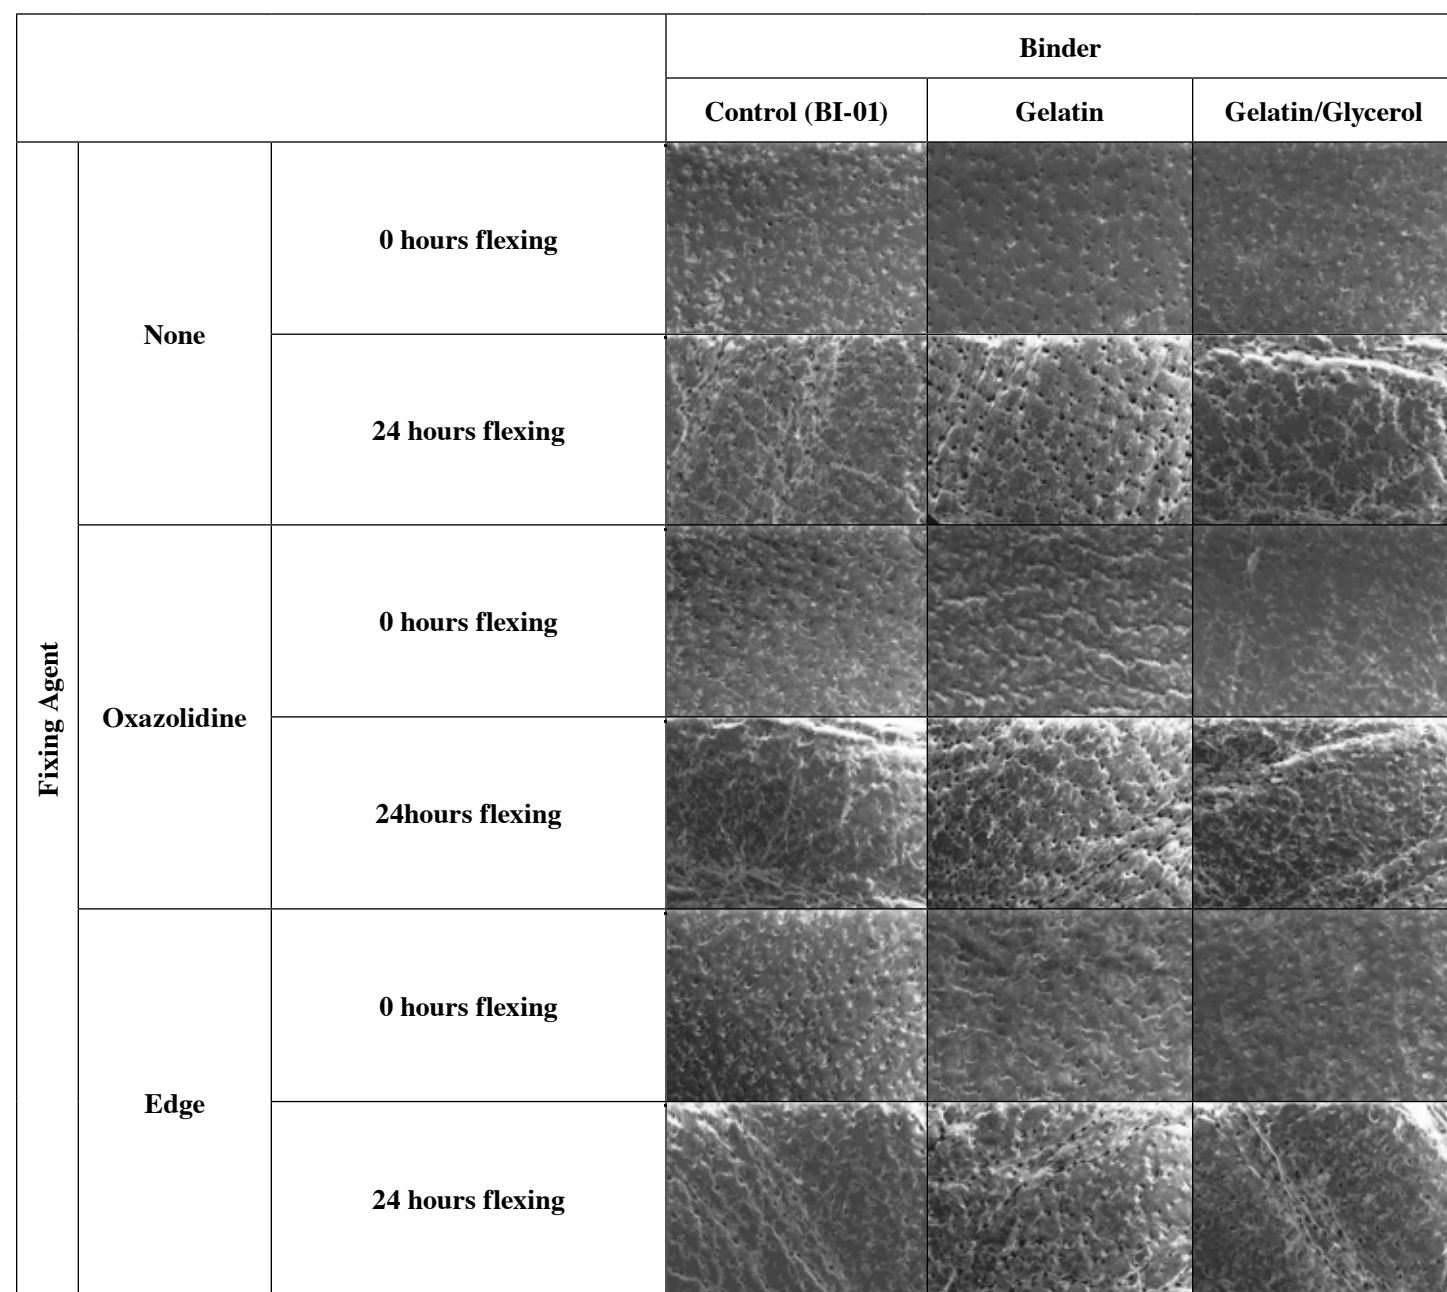 Binder
Control (BI-01) Gelatin Gelatin/Glycerol
Fixing Agent
None
0 hours flexing
24 hours flexing
Oxazolidine
0 hours flexing
24hours flexing
Edge
0 hours flexing
24 hours flexing